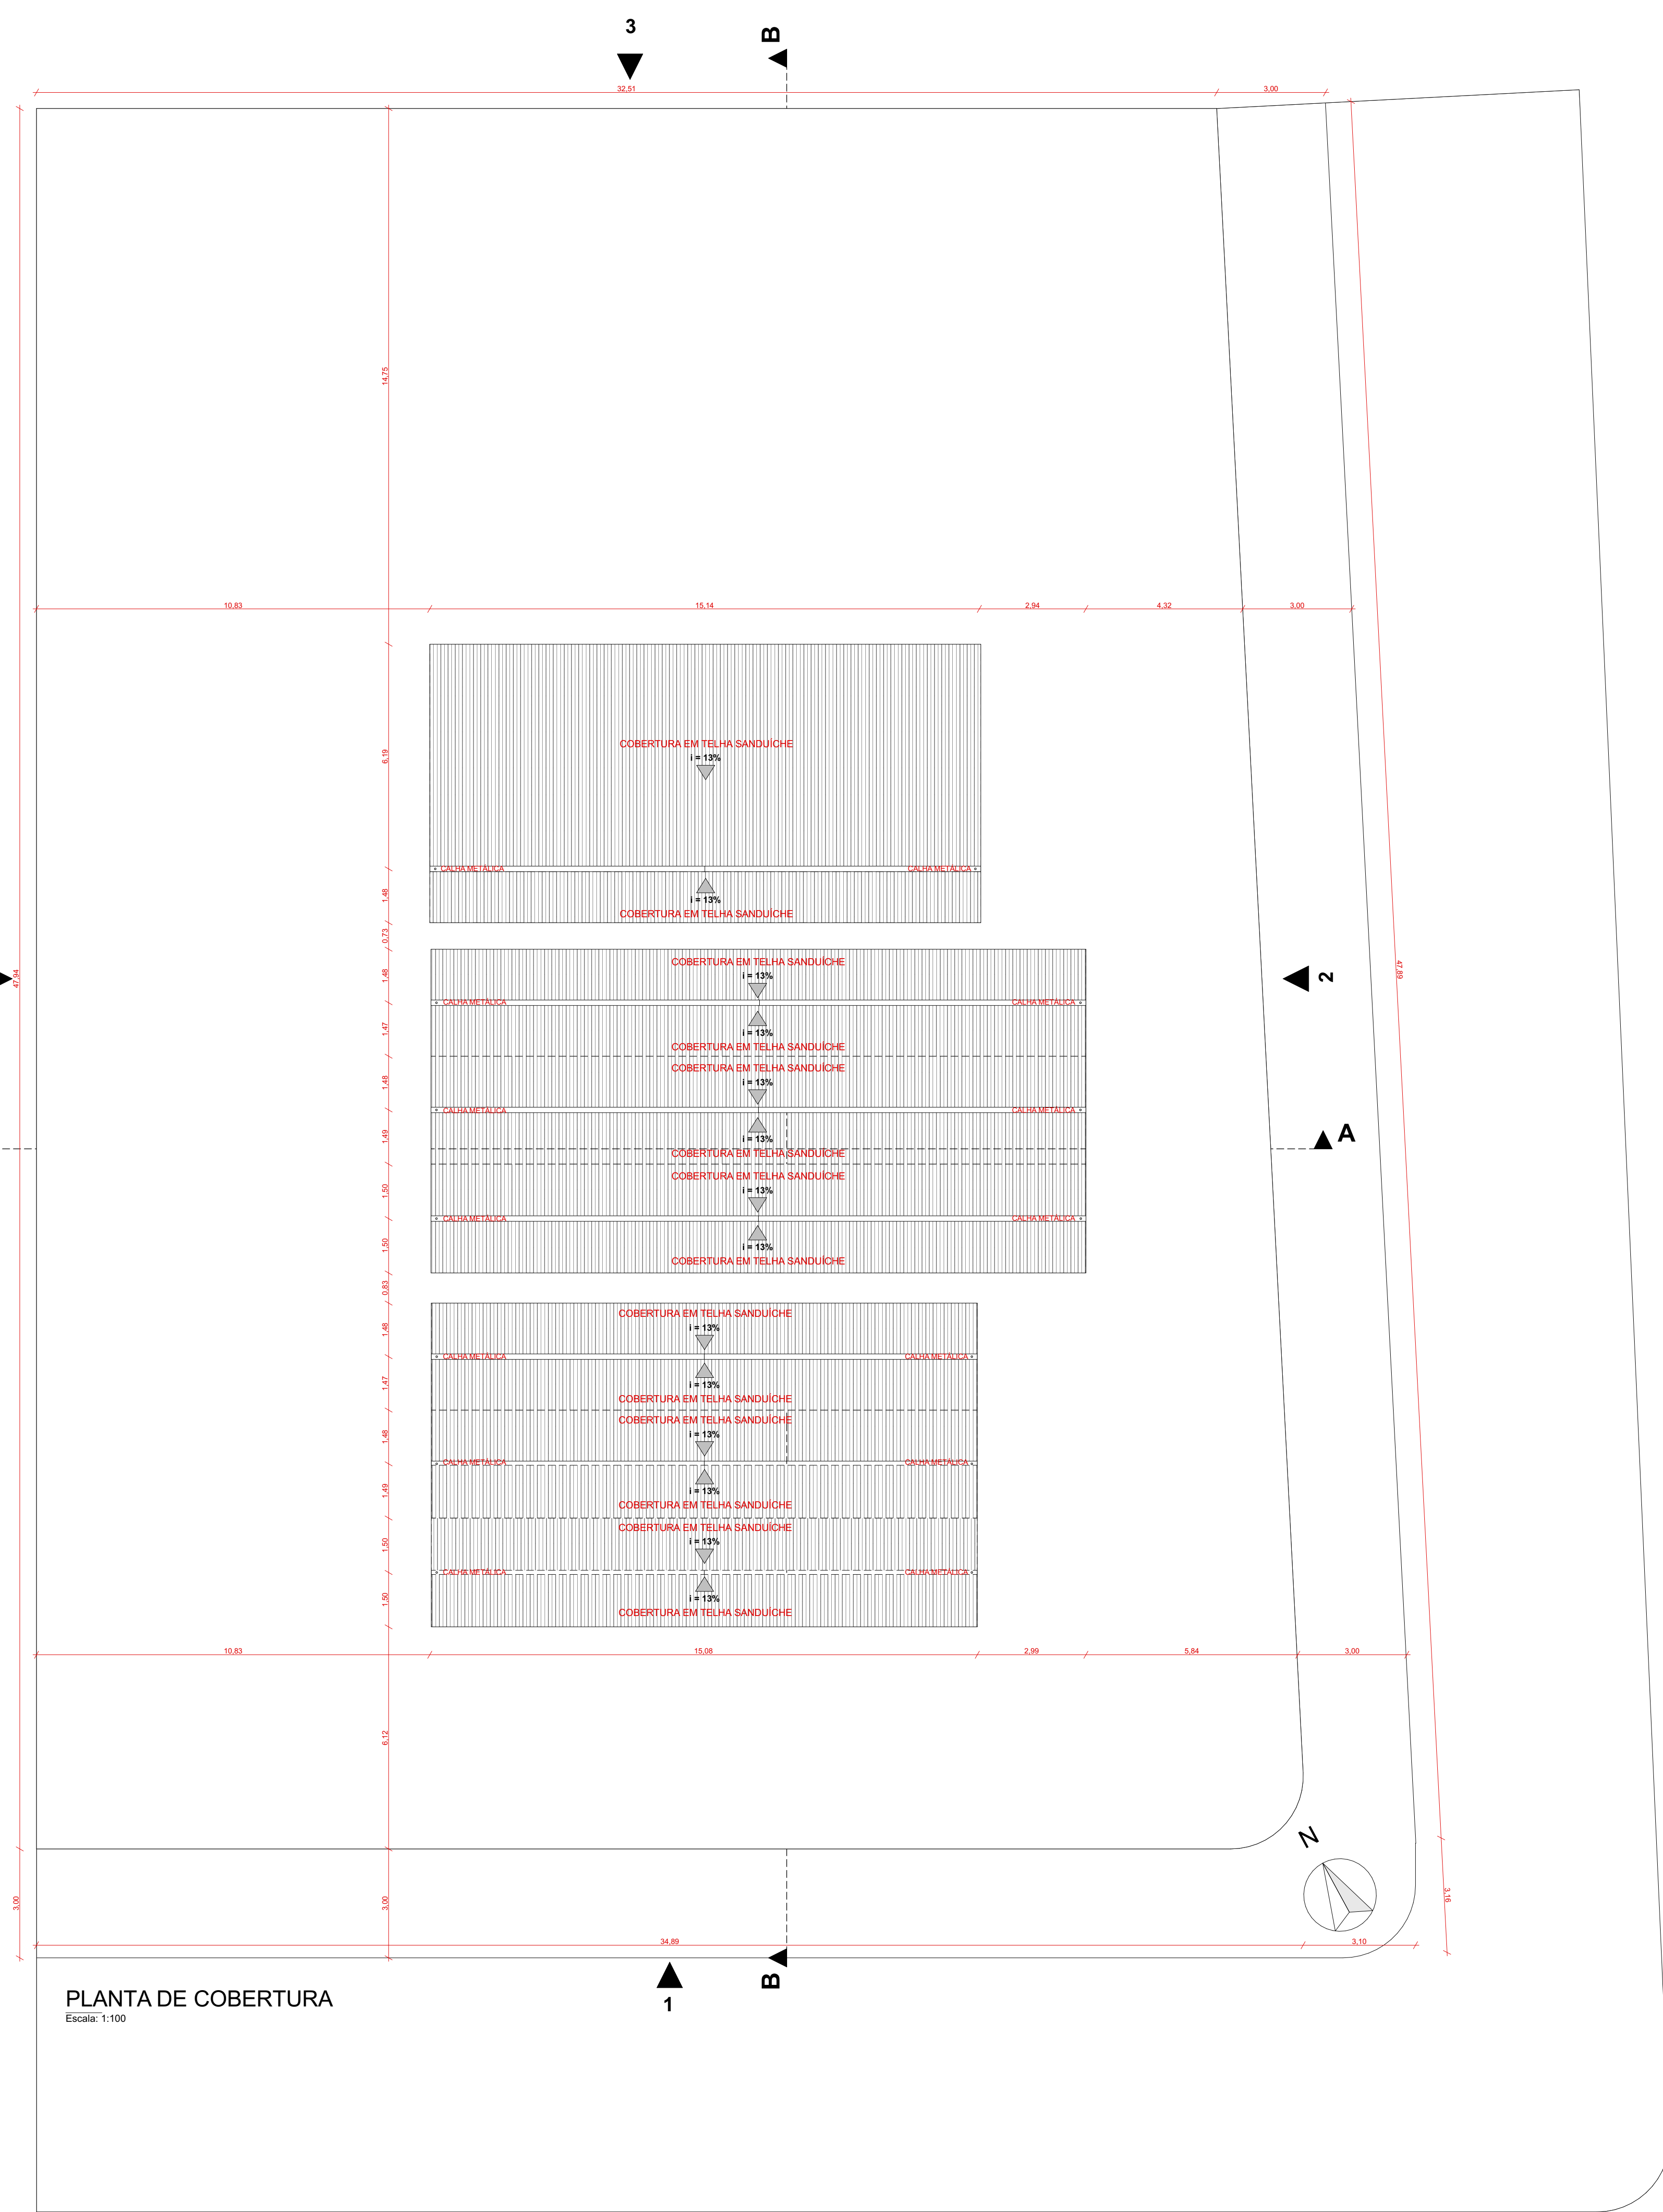 3
B
32,51
3,00
14,75
10,83
15,14
2,94
4,32
3,00
COBERTURA EM TELHA SANDUÍCHE
i = 13%
6,19
CALHA METÁLICA
CALHA METÁLICA
1,48
i = 13%
COBERTURA EM TELHA SANDUÍCHE
0,73
COBERTURA EM TELHA SANDUÍCHE
i = 13%
1,48
47,94
2
47,89
CALHA METÁLICA
CALHA METÁLICA
1,47
i = 13%
COBERTURA EM TELHA SANDUÍCHE
COBERTURA EM TELHA SANDUÍCHE
1,48
i = 13%
CALHA METÁLICA
CALHA METÁLICA
1,49
i = 13%
A
COBERTURA EM TELHA SANDUÍCHE
COBERTURA EM TELHA SANDUÍCHE
1,50
i = 13%
CALHA METÁLICA
CALHA METÁLICA
1,50
i = 13%
COBERTURA EM TELHA SANDUÍCHE
0,83
COBERTURA EM TELHA SANDUÍCHE
1,48
i = 13%
CALHA METÁLICA
CALHA METÁLICA
1,47
i = 13%
COBERTURA EM TELHA SANDUÍCHE
COBERTURA EM TELHA SANDUÍCHE
1,48
i = 13%
CALHA METÁLICA
CALHA METÁLICA
1,49
i = 13%
COBERTURA EM TELHA SANDUÍCHE
COBERTURA EM TELHA SANDUÍCHE
1,50
i = 13%
CALHA METÁLICA
CALHA METÁLICA
1,50
i = 13%
COBERTURA EM TELHA SANDUÍCHE
10,83
15,08
2,99
5,84
3,00
6,12
N
3,00
3,00
3,16
34,89
3,10
B
1
PLANTA DE COBERTURA
Escala: 1:100